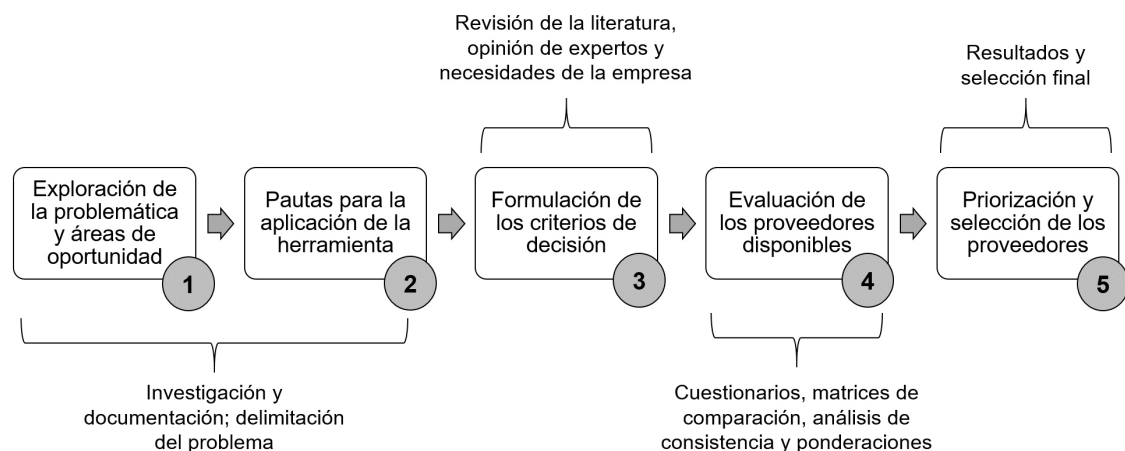 Revisión de la literatura,
opinión de expertos y
necesidades de la empresa
Resultados y
selección final
Exploración de
la problemática
y áreas de
oportunidad
1
Pautas para la
aplicación de la
herramienta
2
Formulación de
los criterios de
decisión
3
Evaluación de
los proveedores
disponibles
4
Priorización y
selección de los
proveedores
5
Investigación y
documentación; delimitación
del problema
Cuestionarios, matrices de
comparación, análisis de
consistencia y ponderaciones